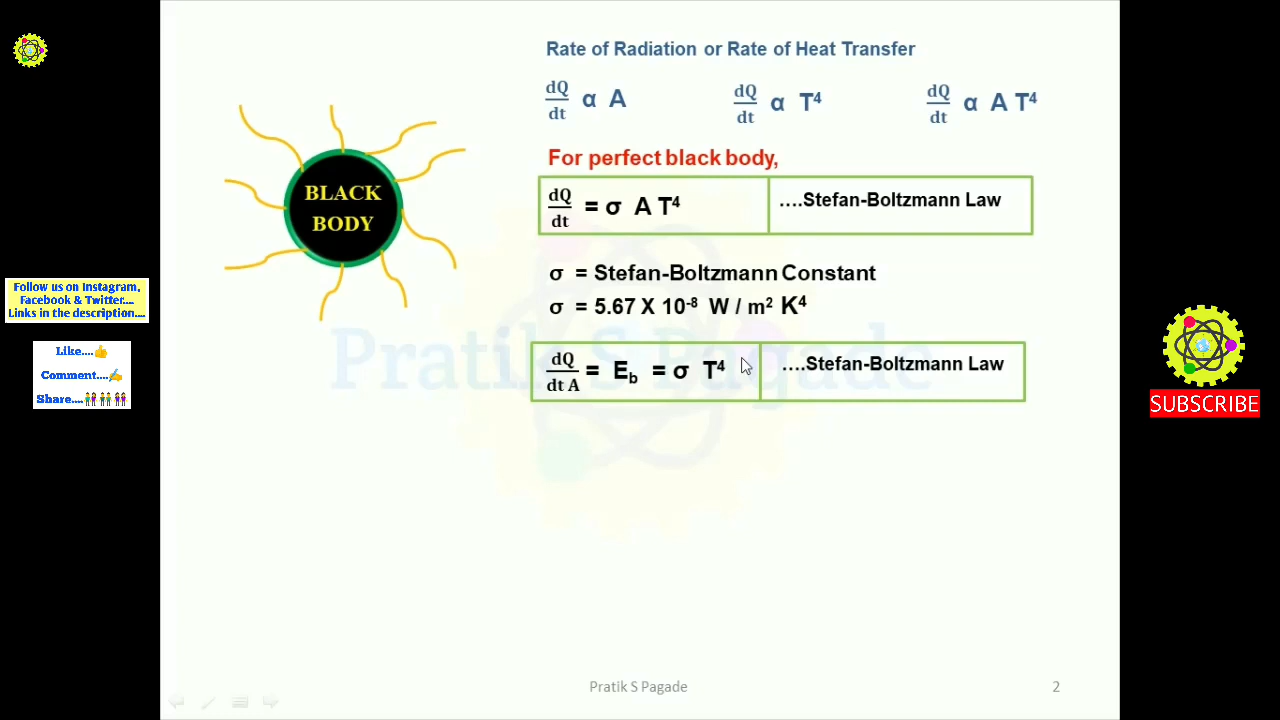 Rate of Radiation or Rate of Heat Transfer
dQ/dt α A    dQ/dt α T⁴    dQ/dt α A T⁴
For perfect black body,
BLACK
BODY
dQ/dt = σ A T⁴    ....Stefan-Boltzmann Law
σ = Stefan-Boltzmann Constant
σ = 5.67 X 10⁻⁸ W / m² K⁴
Follow us on Instagram,
Facebook & Twitter....
Links in the description....
Like....👍
Comment....✍
Share....👫👬👭
Pratik S Pagade
dQ/dt A = E_b = σ T⁴    ....Stefan-Boltzmann Law
SUBSCRIBE
Pratik S Pagade
2